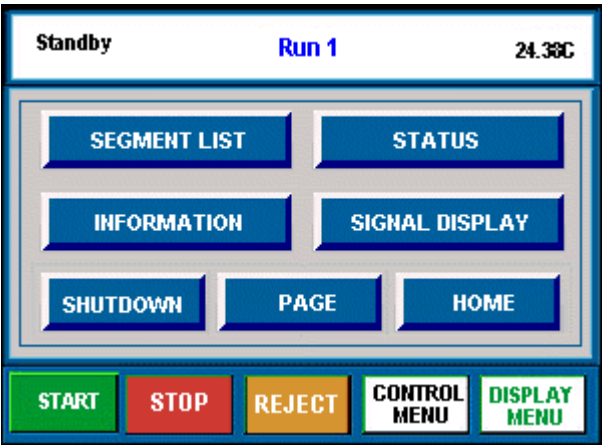 Standby Run 1 24.38C
SEGMENT LIST STATUS
INFORMATION SIGNAL DISPLAY
SHUTDOWN PAGE HOME
START STOP REJECT CONTROL MENU DISPLAY MENU